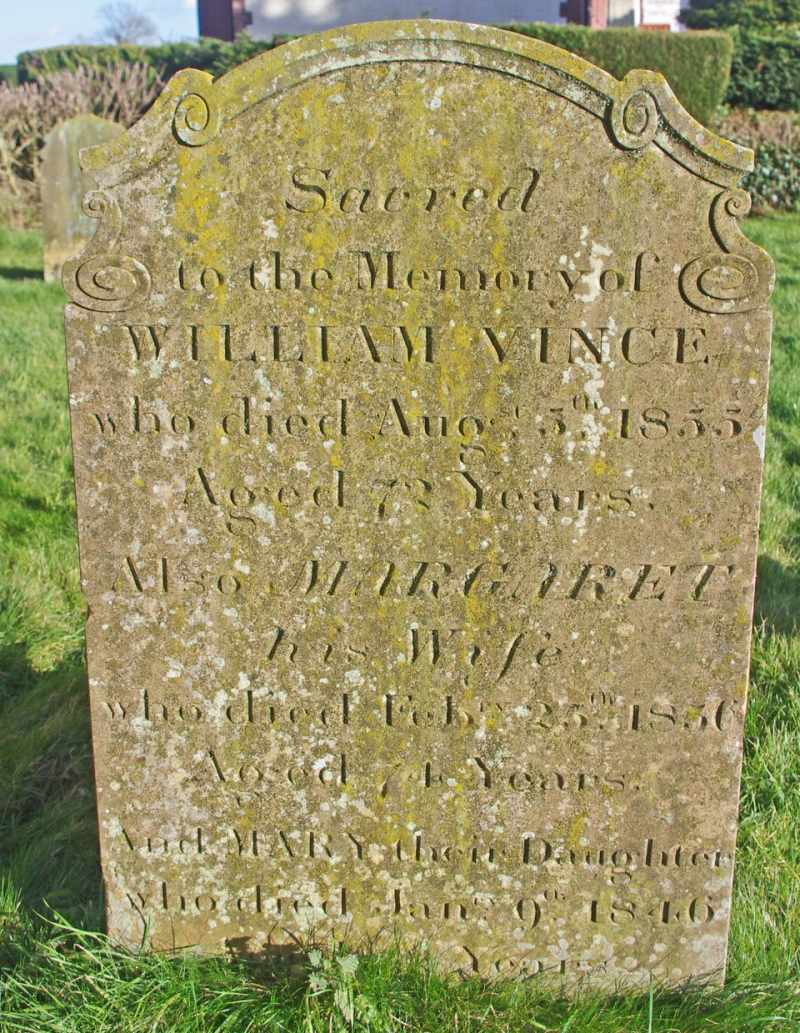 Sacred
to the Memory of
WILLIAM VINCE
who died Augst 5th 1855
Aged 72 Years.
Also MARGARET
his Wife
who died Feby 25th 1856
Aged 74 Years.
And MARY their Daughter
who died Jany 9th 1846
Years.